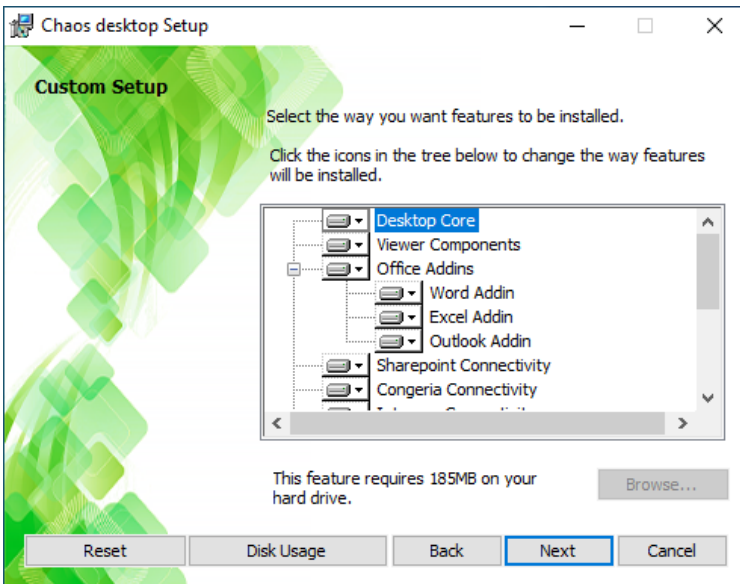 Chaos desktop Setup
Custom Setup
Select the way you want features to be installed.
Click the icons in the tree below to change the way features
will be installed.
Desktop Core
Viewer Components
Office Addins
Word Addin
Excel Addin
Outlook Addin
Sharepoint Connectivity
Congeria Connectivity
This feature requires 185MB on your
hard drive.
Browse...
Reset
Disk Usage
Back
Next
Cancel